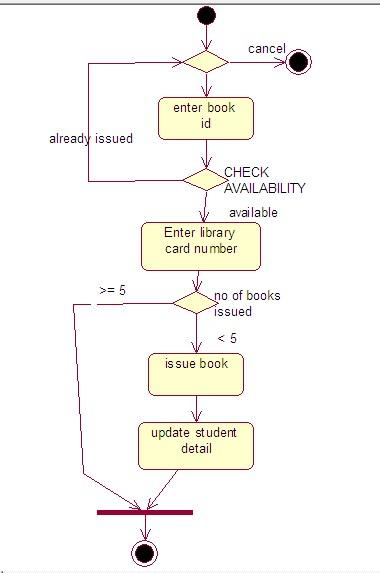 cancel
enter book
id
already issued
CHECK
AVAILABILITY
available
Enter library
card number
>= 5
no of books
issued
< 5
issue book
update student
detail